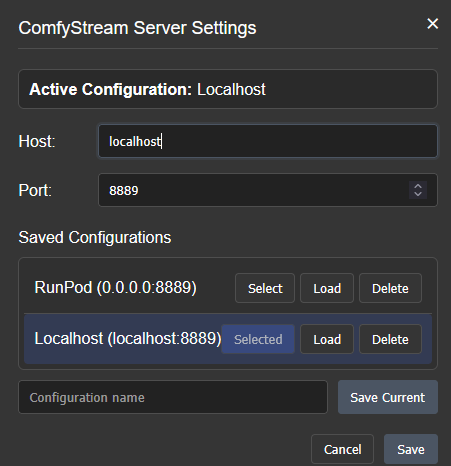 ComfyStream Server Settings ×
Active Configuration: Localhost
Host: localhost
Port: 8889
Saved Configurations
RunPod (0.0.0.0:8889) Select Load Delete
Localhost (localhost:8889) Selected Load Delete
Configuration name Save Current
Cancel Save